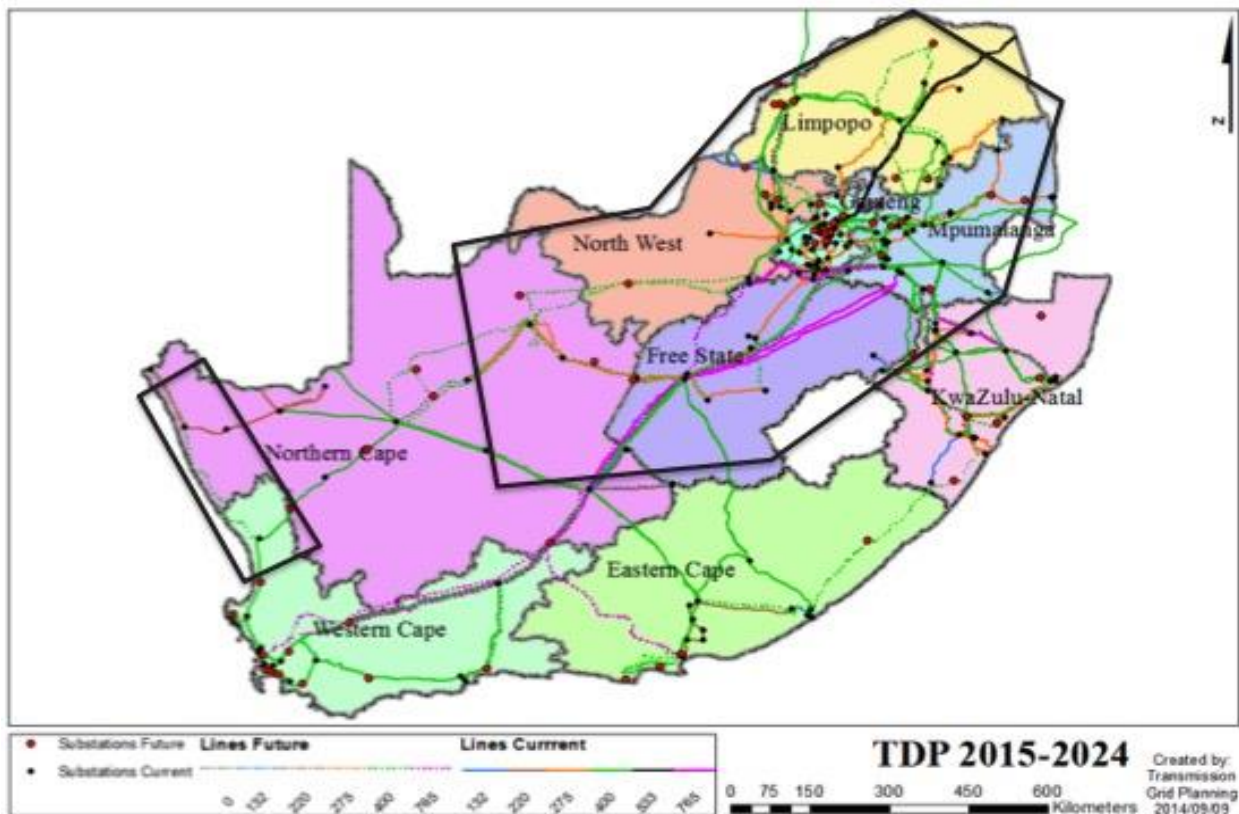 Limpopo
Gauteng
Mpumalanga
North West
Free State
KwaZulu-Natal
Northern Cape
Eastern Cape
Western Cape
N
Substations Future
Substations Current
Lines Future
0 132 220 275 400 765
Lines Currrent
132 220 275 400 533 765
TDP 2015-2024
0 75 150 300 450 600
Kilometers
Created by:
Transmission
Grid Planning
2014/09/09